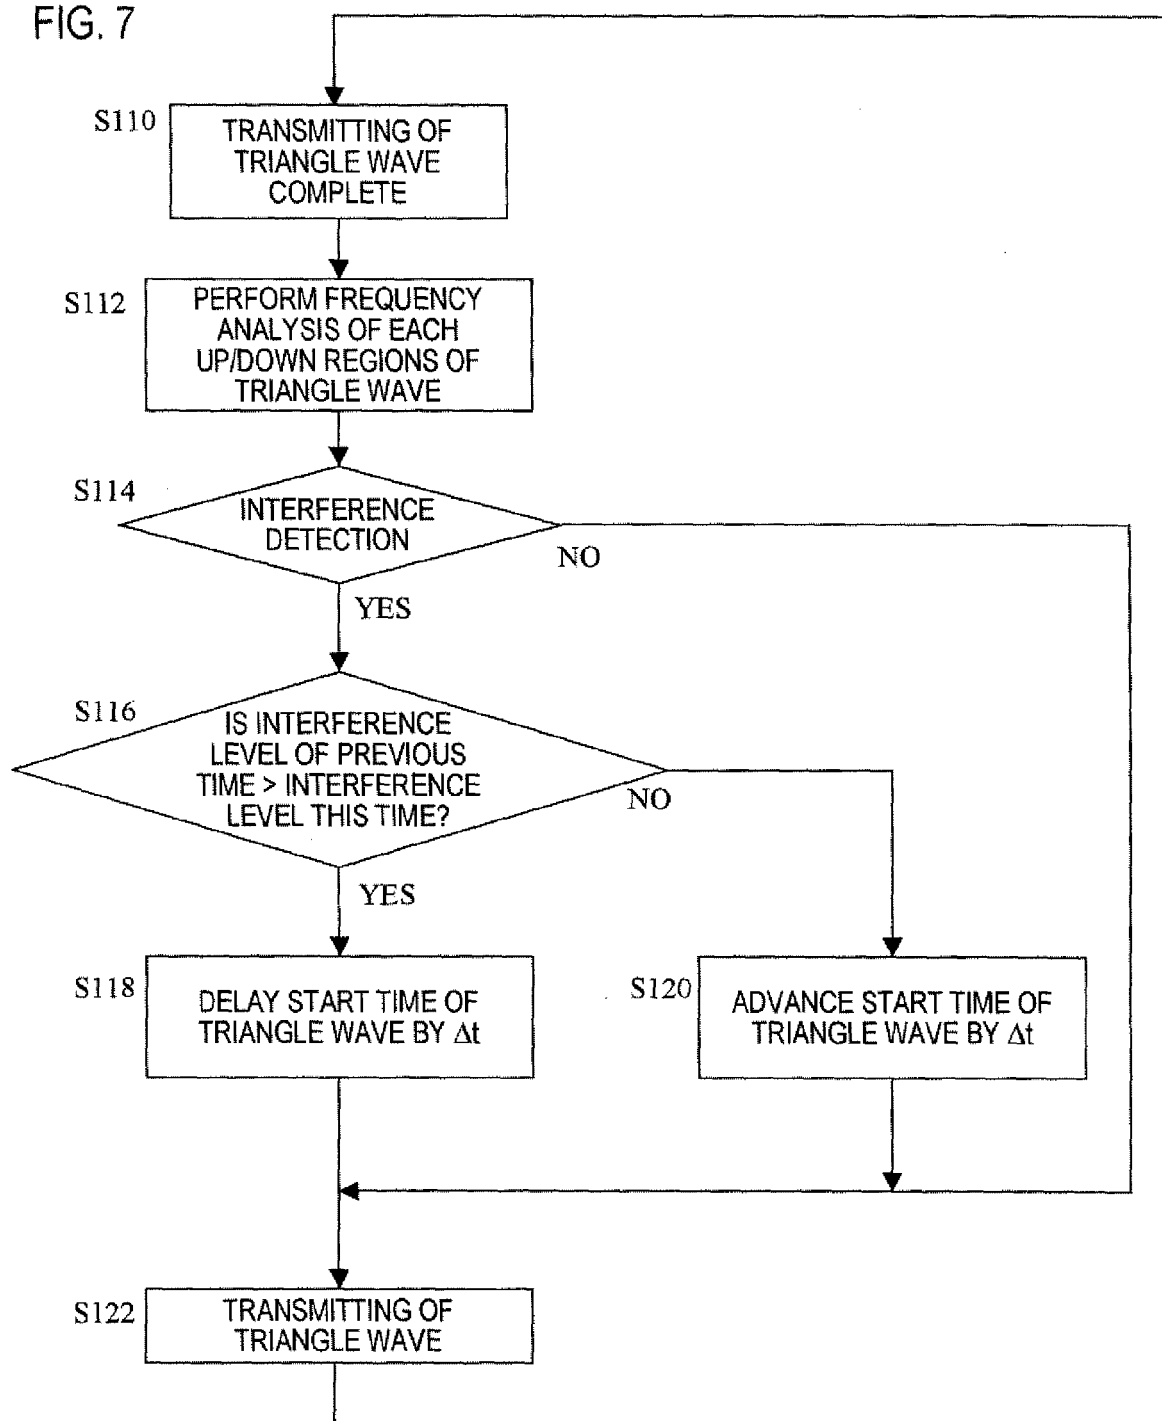 FIG. 7
S110
TRANSMITTING OF
TRIANGLE WAVE
COMPLETE
S112
PERFORM FREQUENCY
ANALYSIS OF EACH
UP/DOWN REGIONS OF
TRIANGLE WAVE
S114
INTERFERENCE
DETECTION
NO
YES
S116
IS INTERFERENCE
LEVEL OF PREVIOUS
TIME > INTERFERENCE
LEVEL THIS TIME?
NO
YES
S118
DELAY START TIME OF
TRIANGLE WAVE BY Δt
S120
ADVANCE START TIME OF
TRIANGLE WAVE BY Δt
S122
TRANSMITTING OF
TRIANGLE WAVE